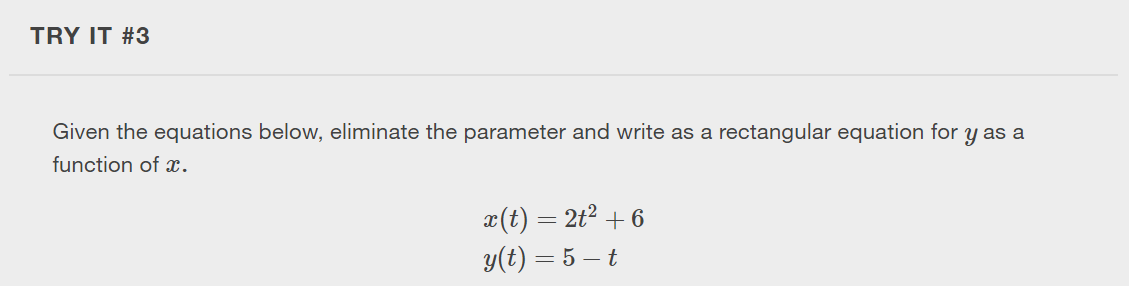 TRY IT #3
Given the equations below, eliminate the parameter and write as a rectangular equation for y as a
function of x.
x(t) = 2t² + 6
y(t) = 5 − t